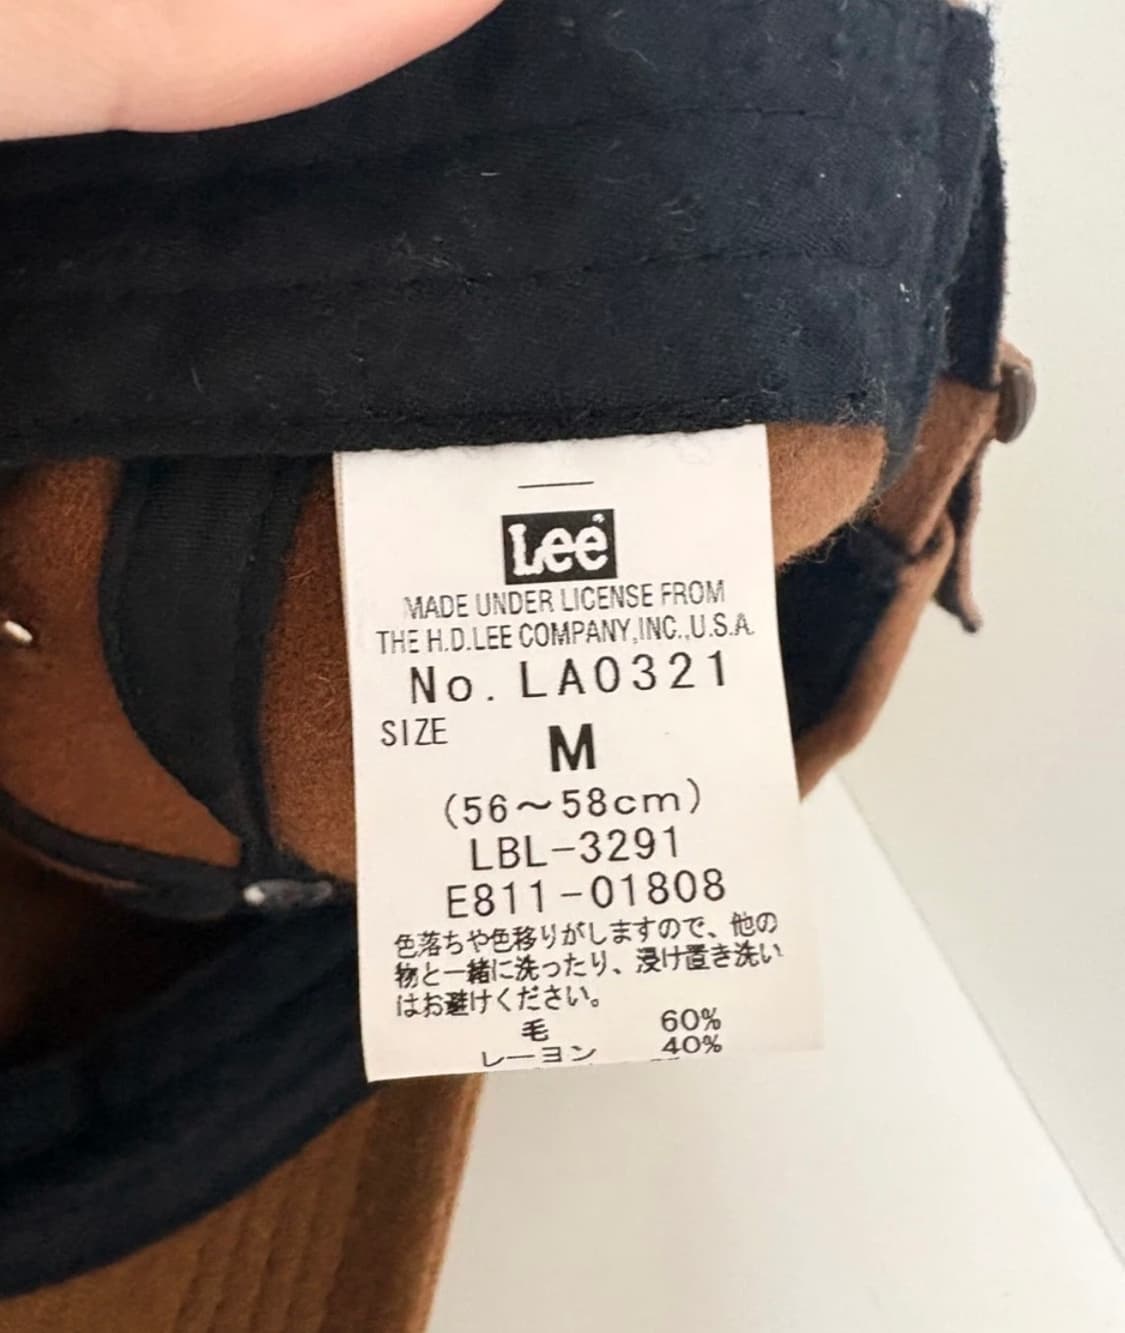 Lee
MADE UNDER LICENSE FROM
THE H.D.LEE COMPANY,INC.,U.S.A.
No. LA0321
SIZE M
(56〜58cm)
LBL-3291
E811-01808
色落ちや色移りがしますので、他の
物と一緒に洗ったり、浸け置き洗い
はお避けください。
毛 60%
レーヨン 40%